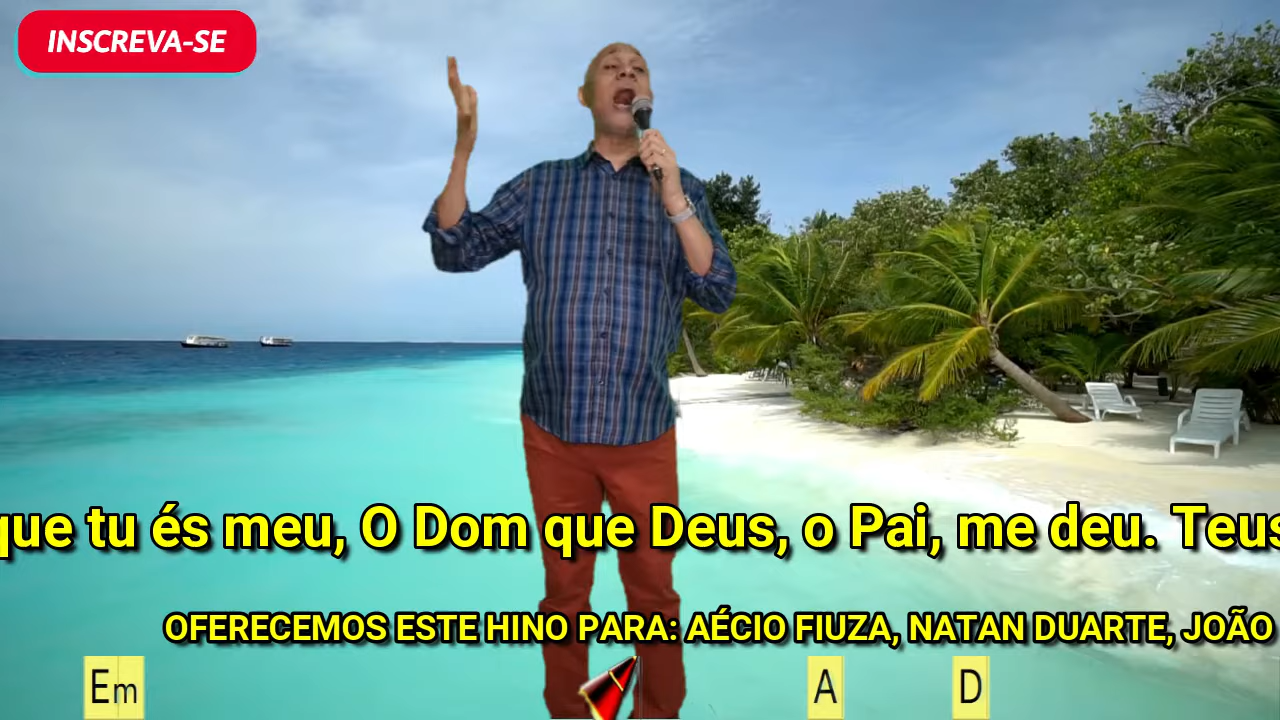 INSCREVA-SE
que tu és meu, O Dom que Deus, o Pai, me deu. Teus
OFERECEMOS ESTE HINO PARA: AÉCIO FIUZA, NATAN DUARTE, JOÃO
Em A D